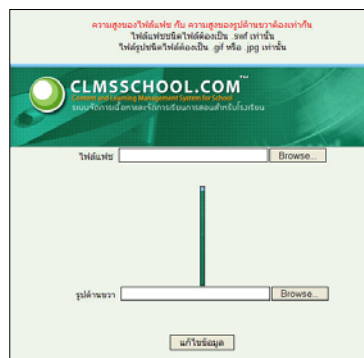 ความสูงของไฟล์แฟช กับ ความสูงของรูปด้านขวาต้องเท่ากัน
ไฟล์แฟชชนิดไฟล์ต้องเป็น .swf เท่านั้น
ไฟล์รูปชนิดไฟล์ต้องเป็น .gif หรือ .jpg เท่านั้น
CLMSSCHOOL.COM™
Content and Learning Management System for School
ระบบจัดการเนื้อหาและจัดการเรียนการสอนสำหรับโรงเรียน
ไฟล์แฟช Browse...
รูปด้านขวา Browse...
แก้ไขข้อมูล